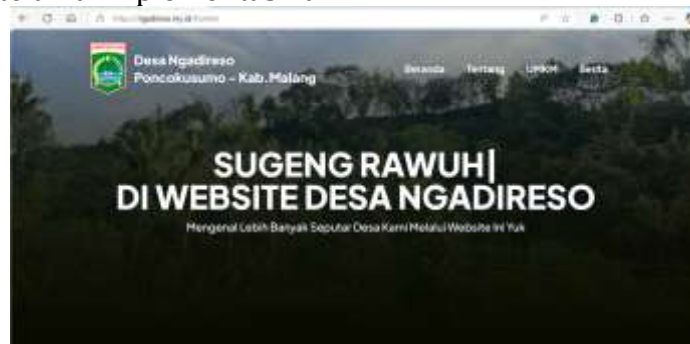 Desa Ngadireso
Poncokusumo - Kab. Malang
Beranda Tentang UMKM Berita
SUGENG RAWUH|
DI WEBSITE DESA NGADIRESO
Mengenal Lebih Banyak Seputar Desa Kami Melalui Website Ini Yuk